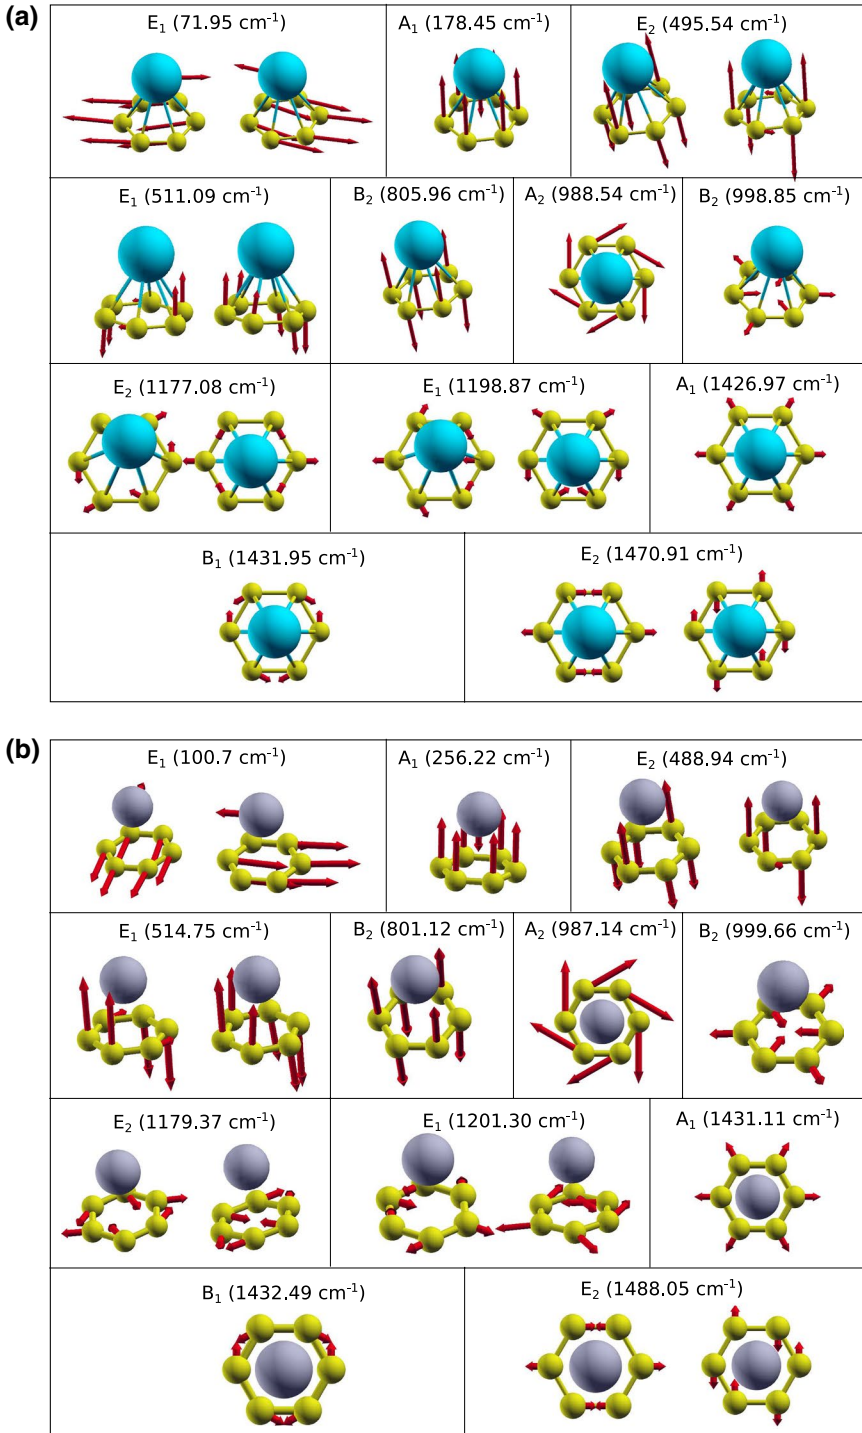 (a)
E₁ (71.95 cm⁻¹) A₁ (178.45 cm⁻¹) E₂ (495.54 cm⁻¹)
E₁ (511.09 cm⁻¹) B₂ (805.96 cm⁻¹) A₂ (988.54 cm⁻¹) B₂ (998.85 cm⁻¹)
E₂ (1177.08 cm⁻¹) E₁ (1198.87 cm⁻¹) A₁ (1426.97 cm⁻¹)
B₁ (1431.95 cm⁻¹) E₂ (1470.91 cm⁻¹)
(b)
E₁ (100.7 cm⁻¹) A₁ (256.22 cm⁻¹) E₂ (488.94 cm⁻¹)
E₁ (514.75 cm⁻¹) B₂ (801.12 cm⁻¹) A₂ (987.14 cm⁻¹) B₂ (999.66 cm⁻¹)
E₂ (1179.37 cm⁻¹) E₁ (1201.30 cm⁻¹) A₁ (1431.11 cm⁻¹)
B₁ (1432.49 cm⁻¹) E₂ (1488.05 cm⁻¹)